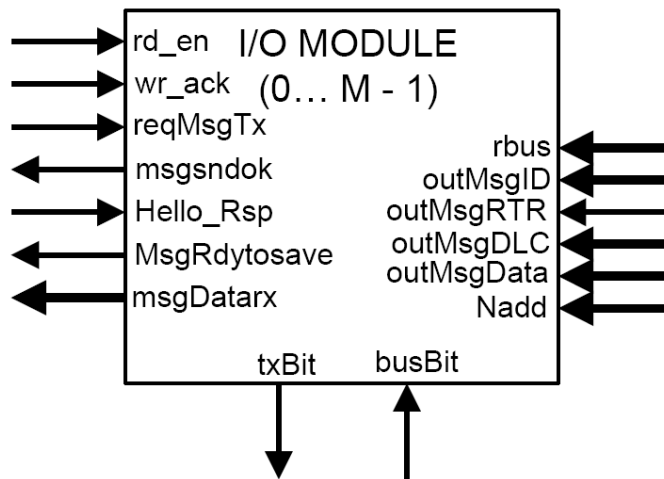 I/O MODULE
(0... M - 1)
rd_en
wr_ack
reqMsgTx
msgsndok
Hello_Rsp
MsgRdytosave
msgDatarx
rbus
outMsgID
outMsgRTR
outMsgDLC
outMsgData
Nadd
txBit
busBit